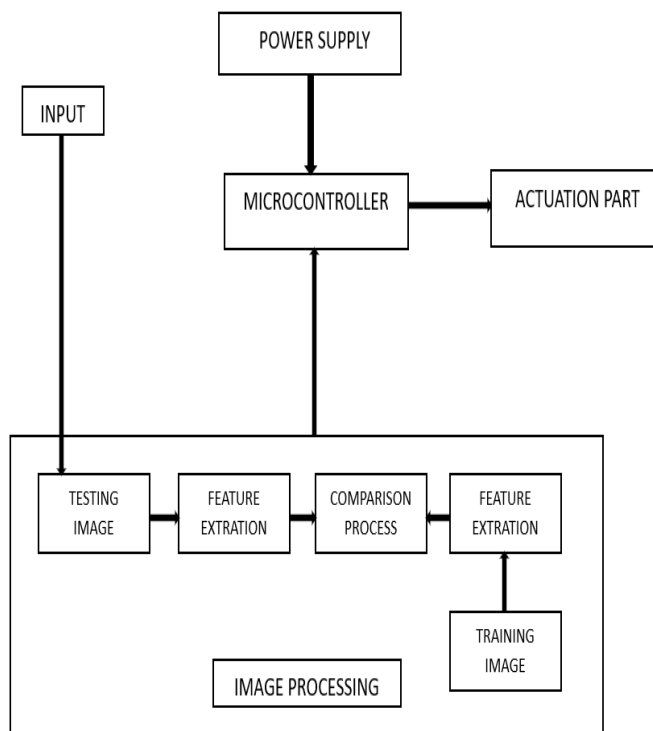 POWER SUPPLY
INPUT
MICROCONTROLLER
ACTUATION PART
TESTING
IMAGE
FEATURE
EXTRATION
COMPARISON
PROCESS
FEATURE
EXTRATION
TRAINING
IMAGE
IMAGE PROCESSING